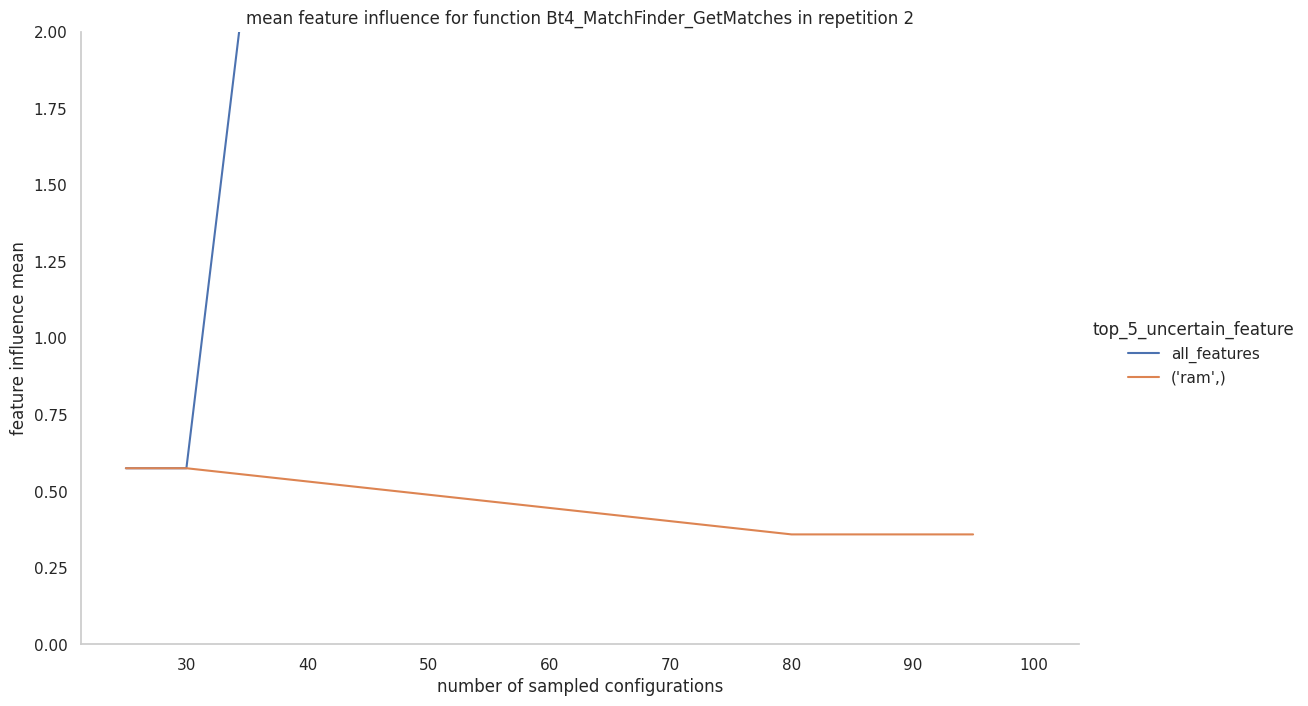 mean feature influence for function Bt4_MatchFinder_GetMatches in repetition 2
2.00
1.75
1.50
1.25
1.00
0.75
0.50
0.25
0.00
feature influence mean
30 40 50 60 70 80 90 100
number of sampled configurations
top_5_uncertain_feature
all_features
('ram',)